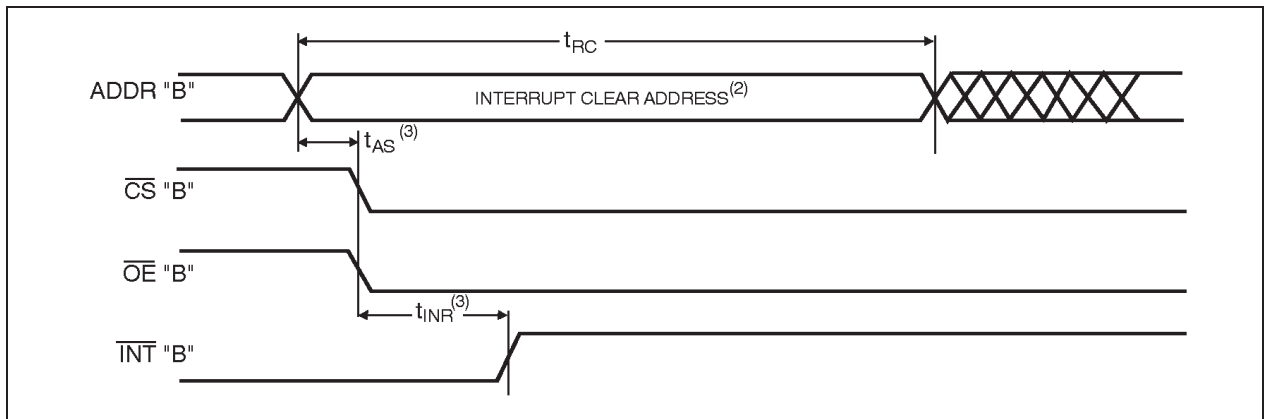 tRC
ADDR "B"
INTERRUPT CLEAR ADDRESS(2)
tAS(3)
CS "B"
OE "B"
tINR(3)
INT "B"